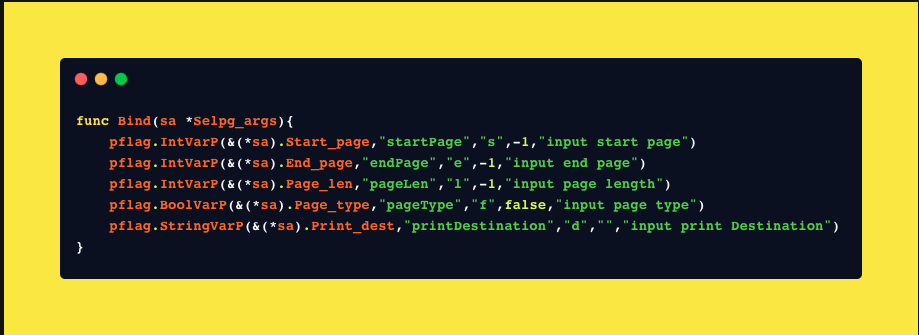 func Bind(sa *Selpg_args){
    pflag.IntVarP(&(*sa).Start_page,"startPage","s",-1,"input start page")
    pflag.IntVarP(&(*sa).End_page,"endPage","e",-1,"input end page")
    pflag.IntVarP(&(*sa).Page_len,"pageLen","l",-1,"input page length")
    pflag.BoolVarP(&(*sa).Page_type,"pageType","f",false,"input page type")
    pflag.StringVarP(&(*sa).Print_dest,"printDestination","d","","input print Destination")
}